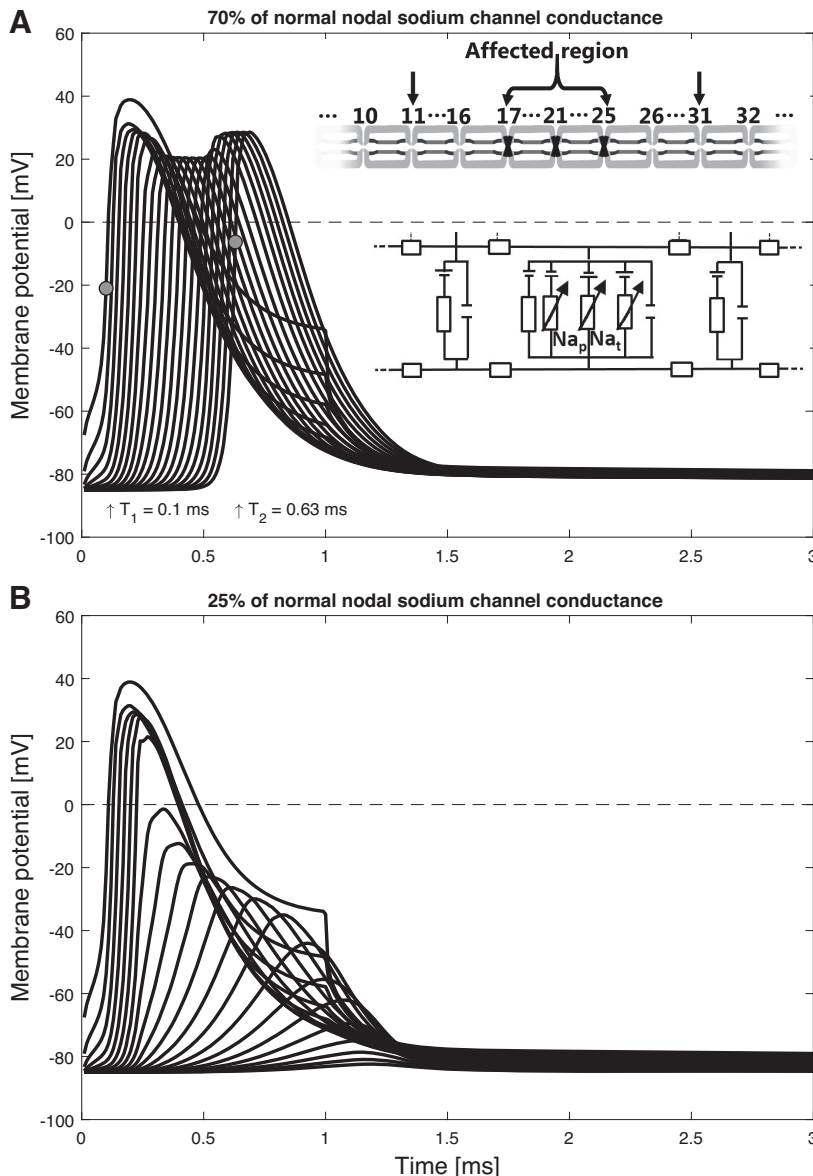 A
70% of normal nodal sodium channel conductance
Affected region
··· 10 11 ··· 16 17 ··· 21 ··· 25 26 ··· 31 32 ···
Na_p Na_t
Membrane potential [mV]
60
40
20
0
-20
-40
-60
-80
-100
↑ T_1 = 0.1 ms ↑ T_2 = 0.63 ms
0 0.5 1 1.5 2 2.5 3
B
25% of normal nodal sodium channel conductance
Membrane potential [mV]
60
40
20
0
-20
-40
-60
-80
-100
0 0.5 1 1.5 2 2.5 3
Time [ms]